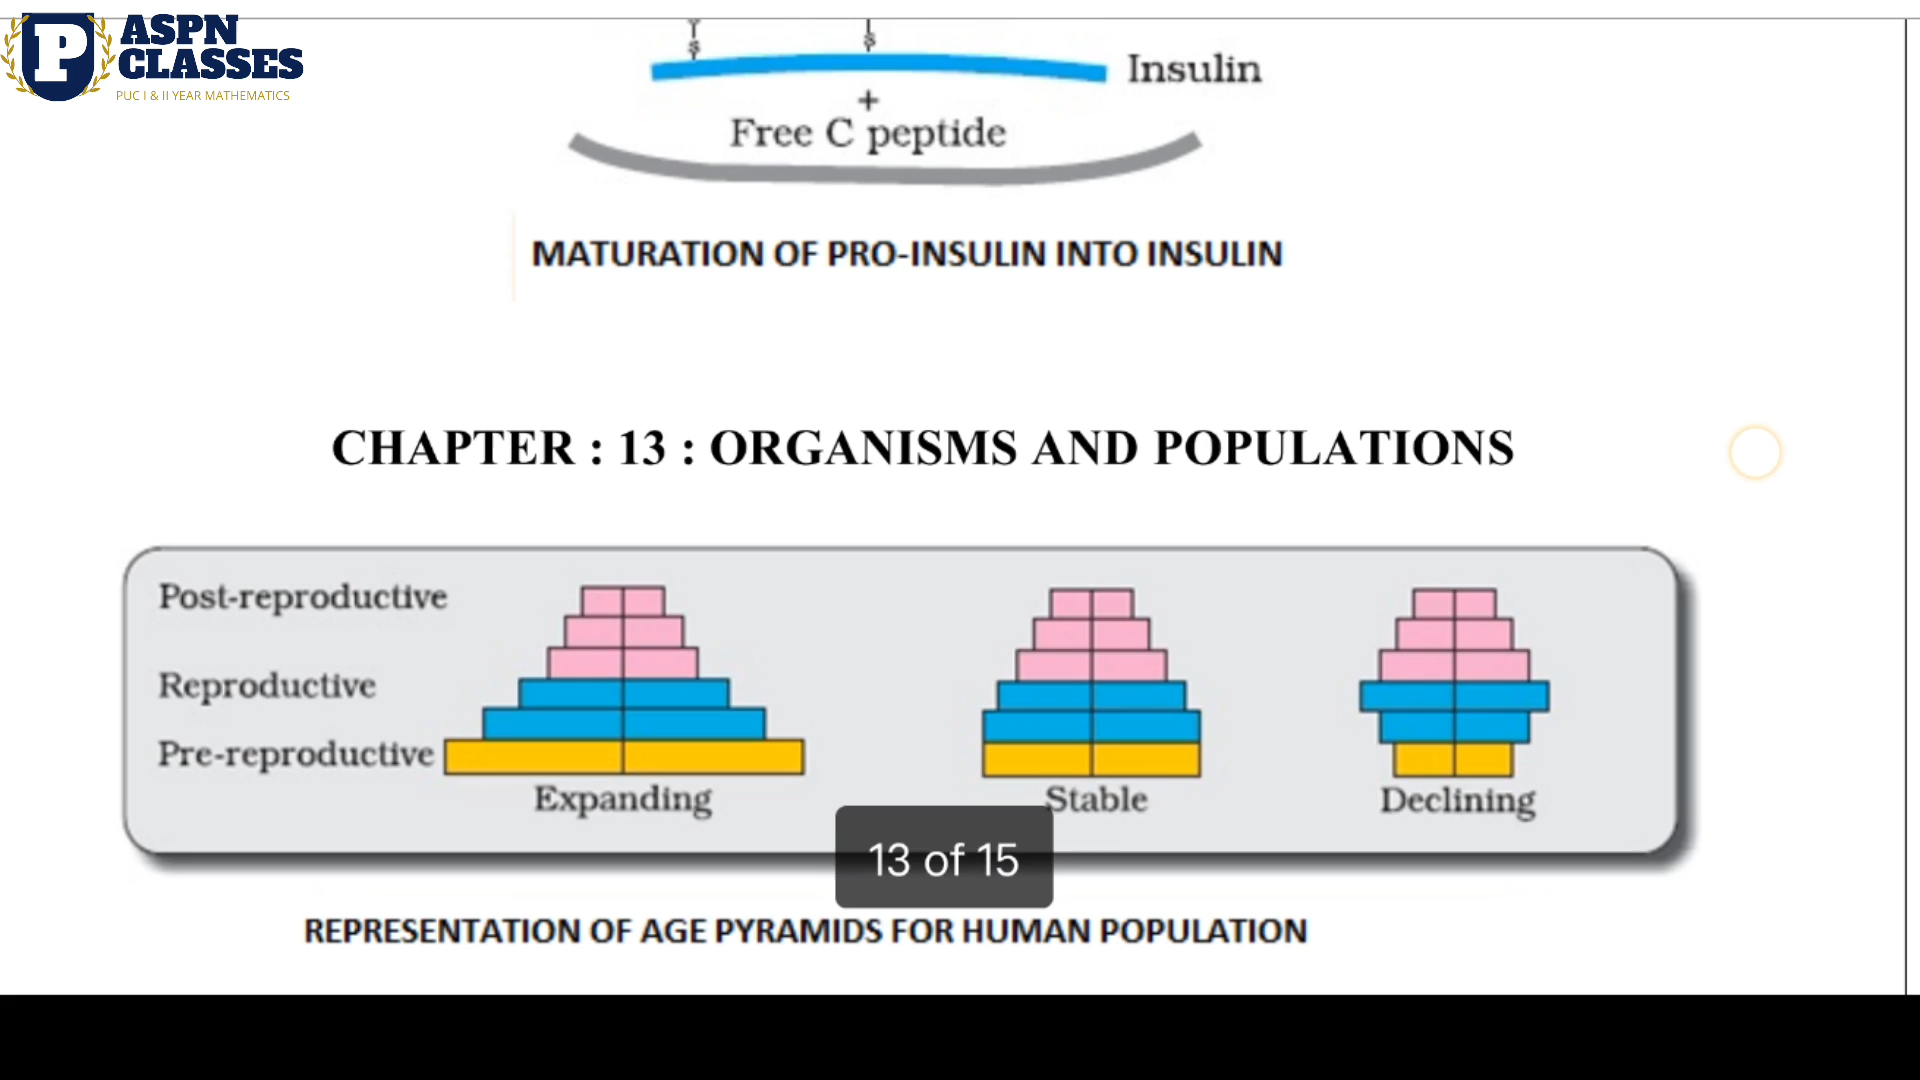 P
ASPN
CLASSES
PUC I & II YEAR MATHEMATICS
S
S
Insulin
+
Free C peptide
MATURATION OF PRO-INSULIN INTO INSULIN
CHAPTER : 13 : ORGANISMS AND POPULATIONS
Post-reproductive
Reproductive
Pre-reproductive
Expanding
Stable
Declining
13 of 15
REPRESENTATION OF AGE PYRAMIDS FOR HUMAN POPULATION